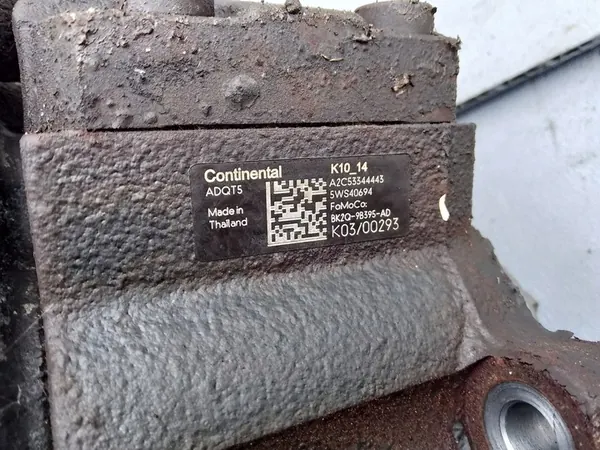 Continental
ADQT5
Made in
Thailand
K10_14
A2C53344443
5WS40694
FoMoCo:
BK2Q-9B395-AD
K03/00293